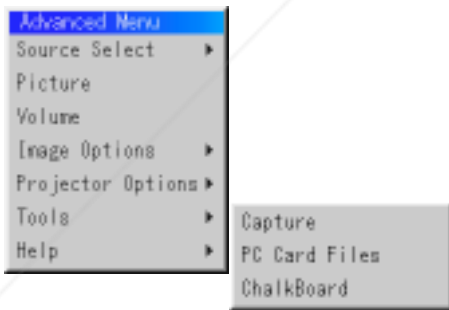 Advanced Menu
Source Select
Picture
Volume
Image Options
Projector Options
Tools
Help
Capture
PC Card Files
ChalkBoard